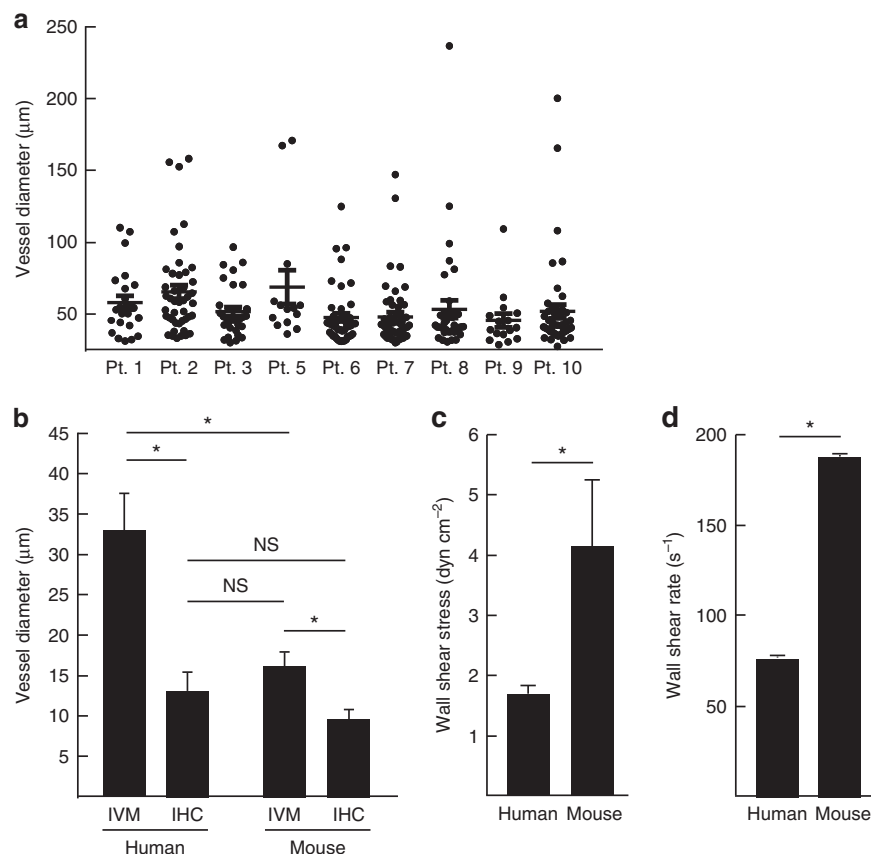 a
Vessel diameter (μm)
250
200
150
100
50
Pt. 1 Pt. 2 Pt. 3 Pt. 5 Pt. 6 Pt. 7 Pt. 8 Pt. 9 Pt. 10
b
Vessel diameter (μm)
45
40
35
30
25
20
15
10
5
*
*
NS
NS
*
IVM IHC IVM IHC
Human Mouse
c
Wall shear stress (dyn cm⁻²)
6
5
4
3
2
1
*
Human Mouse
d
Wall shear rate (s⁻¹)
200
150
100
50
*
Human Mouse